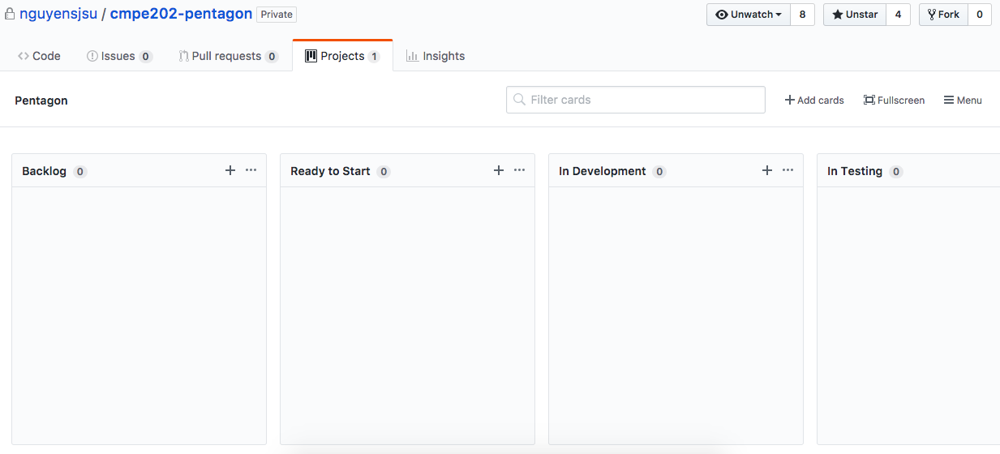 nguyensjsu / cmpe202-pentagon Private Unwatch 8 Unstar 4 Fork 0
Code Issues 0 Pull requests 0 Projects 1 Insights
Pentagon Filter cards Add cards Fullscreen Menu
Backlog 0 Ready to Start 0 In Development 0 In Testing 0